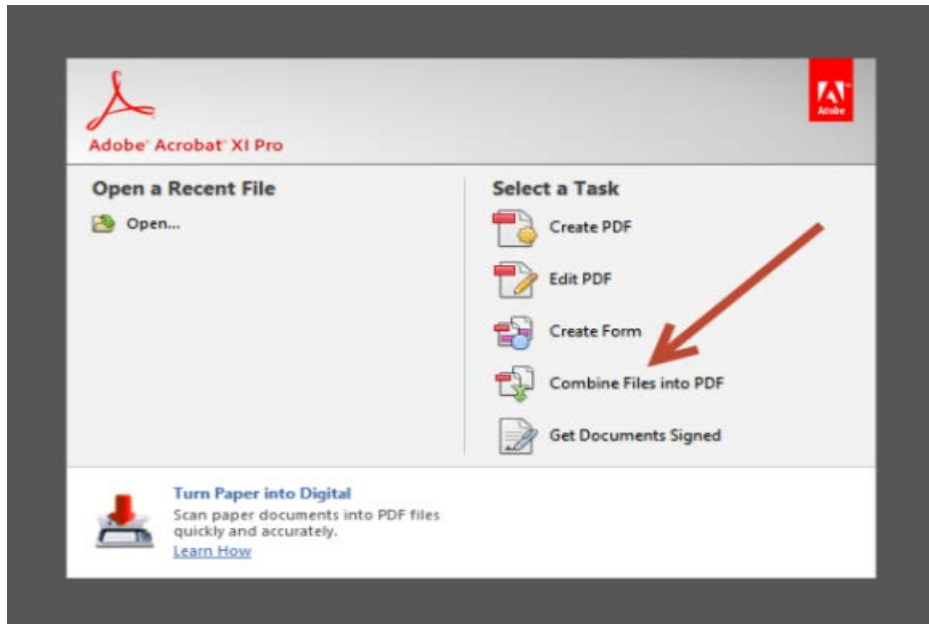 Adobe® Acrobat® XI Pro
Adobe™
Open a Recent File
Open...
Select a Task
Create PDF
Edit PDF
Create Form
Combine Files into PDF
Get Documents Signed
Turn Paper into Digital
Scan paper documents into PDF files
quickly and accurately.
Learn How